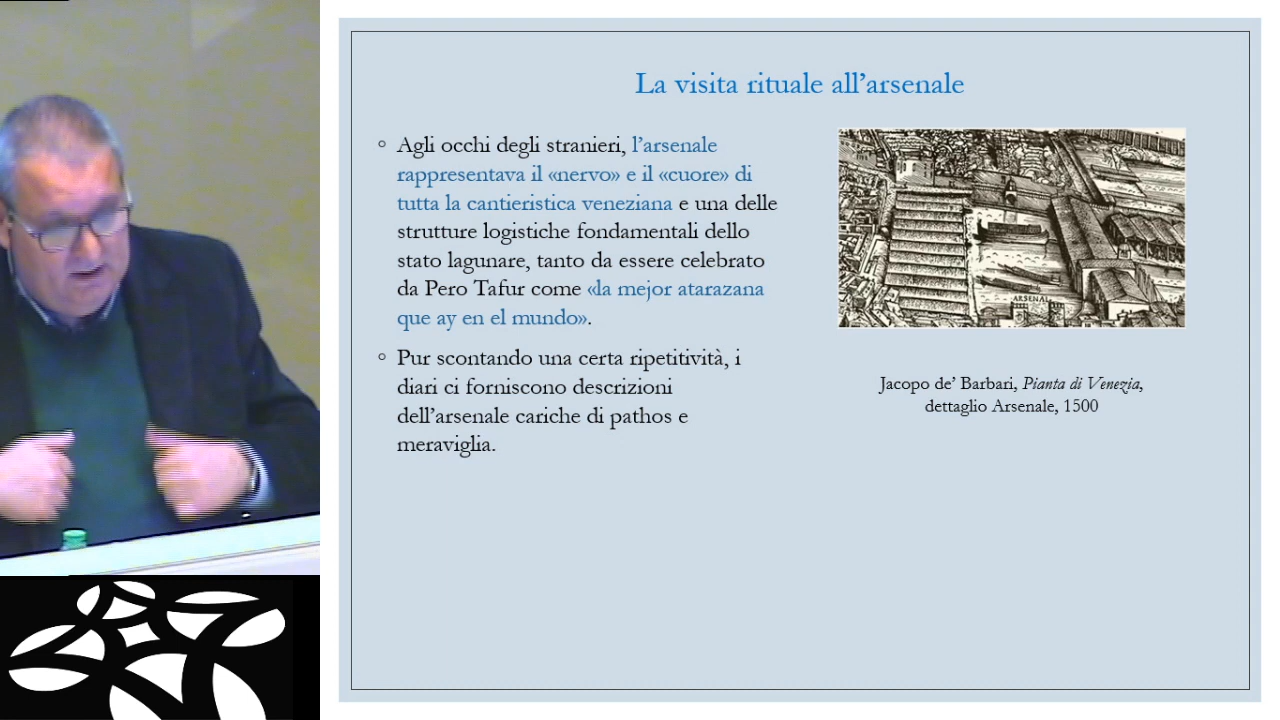 La visita rituale all'arsenale
◦ Agli occhi degli stranieri, l'arsenale
rappresentava il «nervo» e il «cuore» di
tutta la cantieristica veneziana e una delle
strutture logistiche fondamentali dello
stato lagunare, tanto da essere celebrato
da Pero Tafur come «la mejor atarazana
que ay en el mundo».
◦ Pur scontando una certa ripetitività, i
diari ci forniscono descrizioni
dell'arsenale cariche di pathos e
meraviglia.
ARSENAL
Jacopo de' Barbari, Pianta di Venezia,
dettaglio Arsenale, 1500